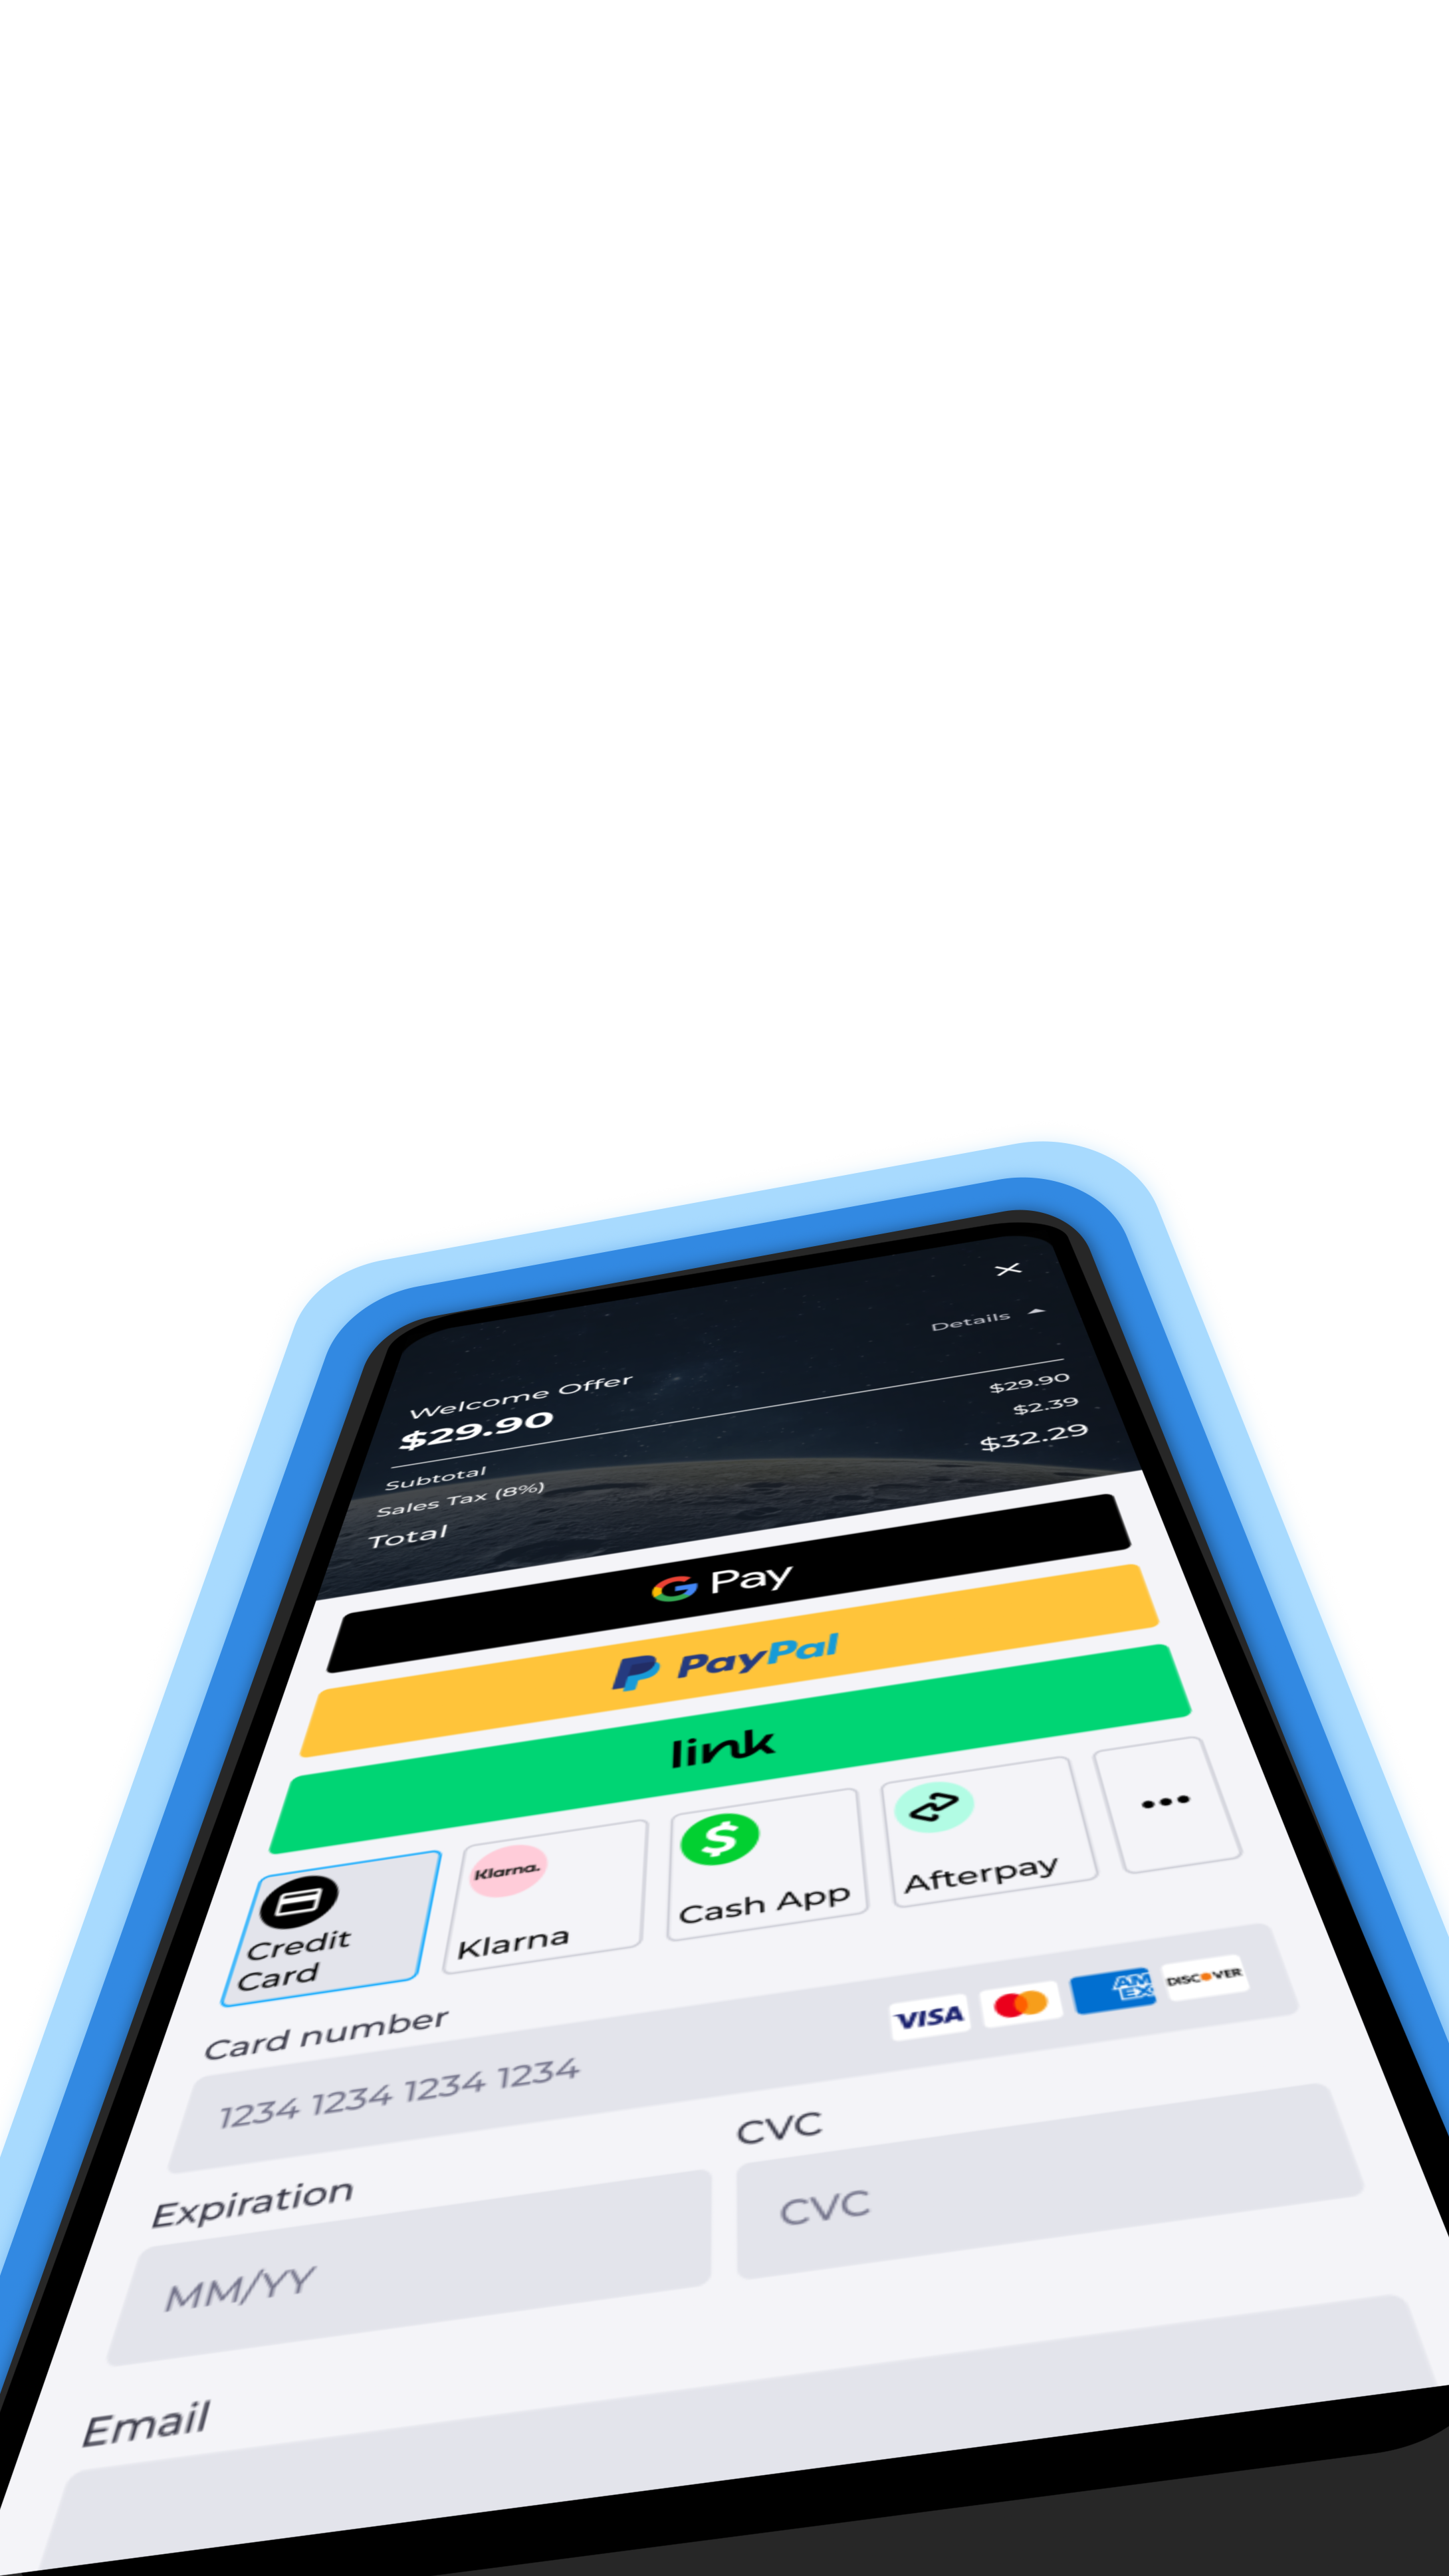 Details
Welcome Offer
$29.90
Subtotal $29.90
Sales Tax (8%) $2.39
Total $32.29
G Pay
PayPal
link
Credit
Card
Klarna.
Klarna
Cash App
Afterpay
Card number
1234 1234 1234 1234
VISA
AM
EX
DISCOVER
Expiration
MM/YY
CVC
CVC
Email